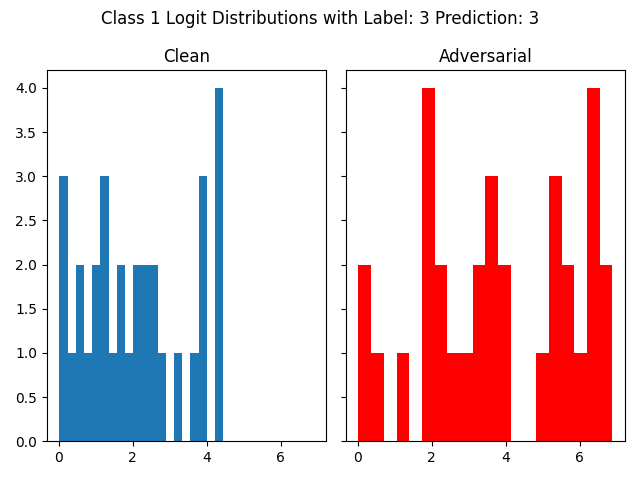 Class 1 Logit Distributions with Label: 3 Prediction: 3
Clean
Adversarial
4.0
3.5
3.0
2.5
2.0
1.5
1.0
0.5
0.0
0 2 4 6
0 2 4 6